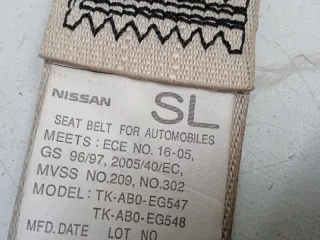 NISSAN SL
SEAT BELT FOR AUTOMOBILES
MEETS: ECE NO. 16-05,
GS 96/97, 2005/40/EC,
MVSS NO.209, NO.302
MODEL: TK-AB0-EG547
TK-AB0-EG548
MFD.DATE LOT NO